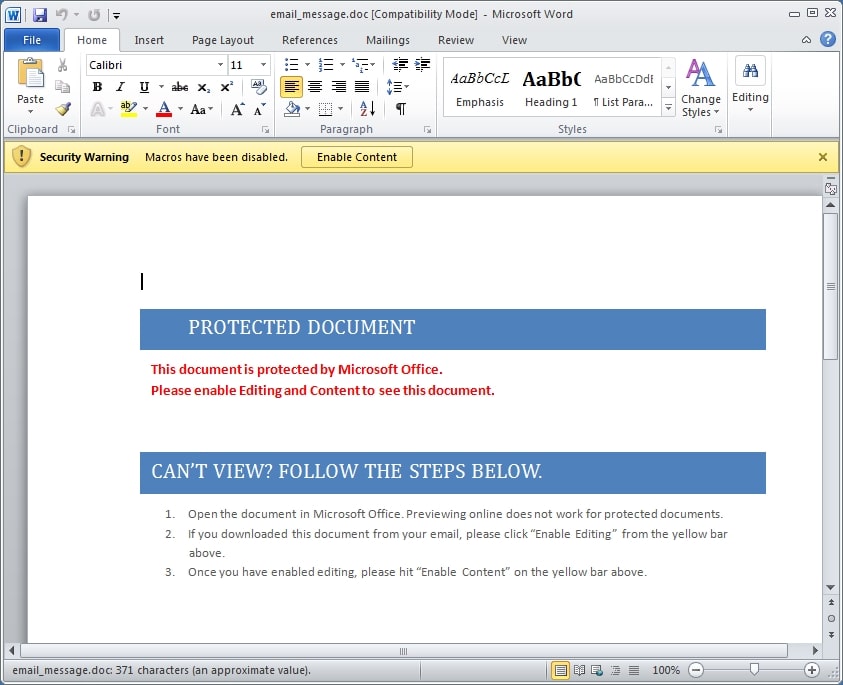 email_message.doc [Compatibility Mode] - Microsoft Word
File Home Insert Page Layout References Mailings Review View
Paste
Calibri 11
B I U abc X₂ X²
A ab A Aa A A
AaBbCcL AaBbC AaBbCcDdE
Emphasis Heading 1 ¶ List Para...
Change Styles
Editing
Clipboard Font Paragraph Styles
Security Warning Macros have been disabled. Enable Content
PROTECTED DOCUMENT
This document is protected by Microsoft Office.
Please enable Editing and Content to see this document.
CAN’T VIEW? FOLLOW THE STEPS BELOW.
1. Open the document in Microsoft Office. Previewing online does not work for protected documents.
2. If you downloaded this document from your email, please click “Enable Editing” from the yellow bar
above.
3. Once you have enabled editing, please hit “Enable Content” on the yellow bar above.
email_message.doc: 371 characters (an approximate value). 100%